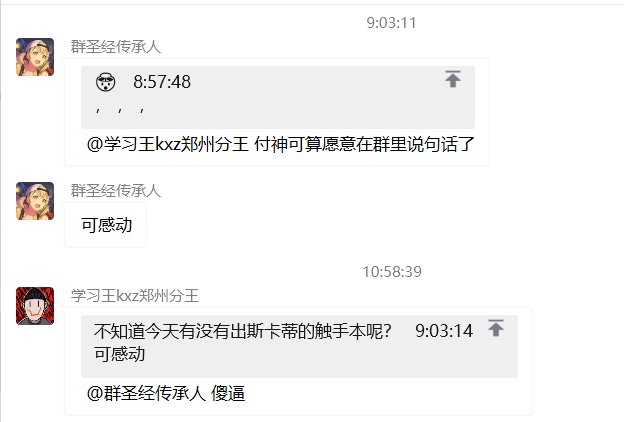 9:03:11
群圣经传承人
8:57:48
， ， ，
@学习王kxz郑州分王 付神可算愿意在群里说句话了
群圣经传承人
可感动
10:58:39
学习王kxz郑州分王
不知道今天有没有出斯卡蒂的触手本呢？ 9:03:14
可感动
@群圣经传承人 傻逼